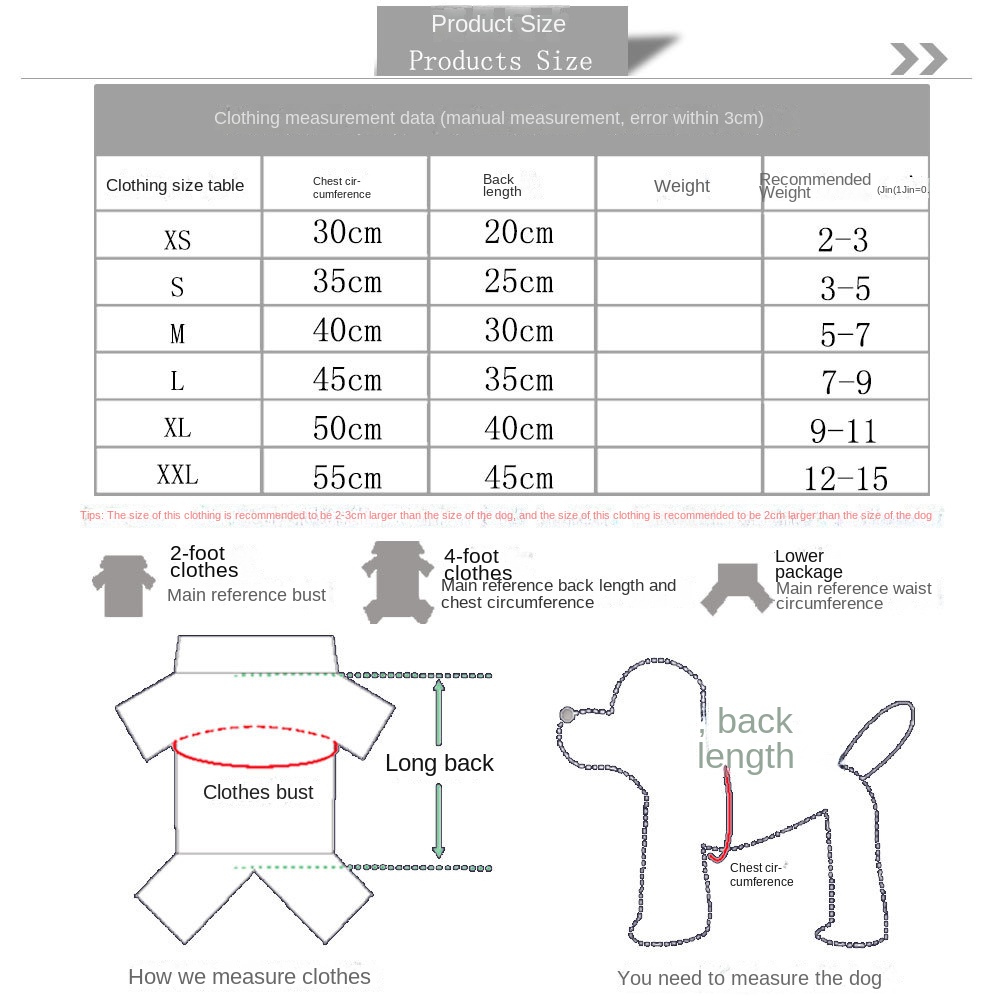 Product Size
Products Size
Clothing measurement data (manual measurement, error within 3cm)
Clothing size table
Chest cir-
cumference
Back
length
Weight
Recommended
Weight
(Jin(1Jin=0.
XS 30cm 20cm 2-3
S 35cm 25cm 3-5
M 40cm 30cm 5-7
L 45cm 35cm 7-9
XL 50cm 40cm 9-11
XXL 55cm 45cm 12-15
Tips: The size of this clothing is recommended to be 2-3cm larger than the size of the dog, and the size of this clothing is recommended to be 2cm larger than the size of the dog
2-foot
clothes
Main reference bust
4-foot
clothes
Main reference back length and
chest circumference
Lower
package
Main reference waist
circumference
Long back
Clothes bust
, back
length
Chest cir-
cumference
How we measure clothes
You need to measure the dog